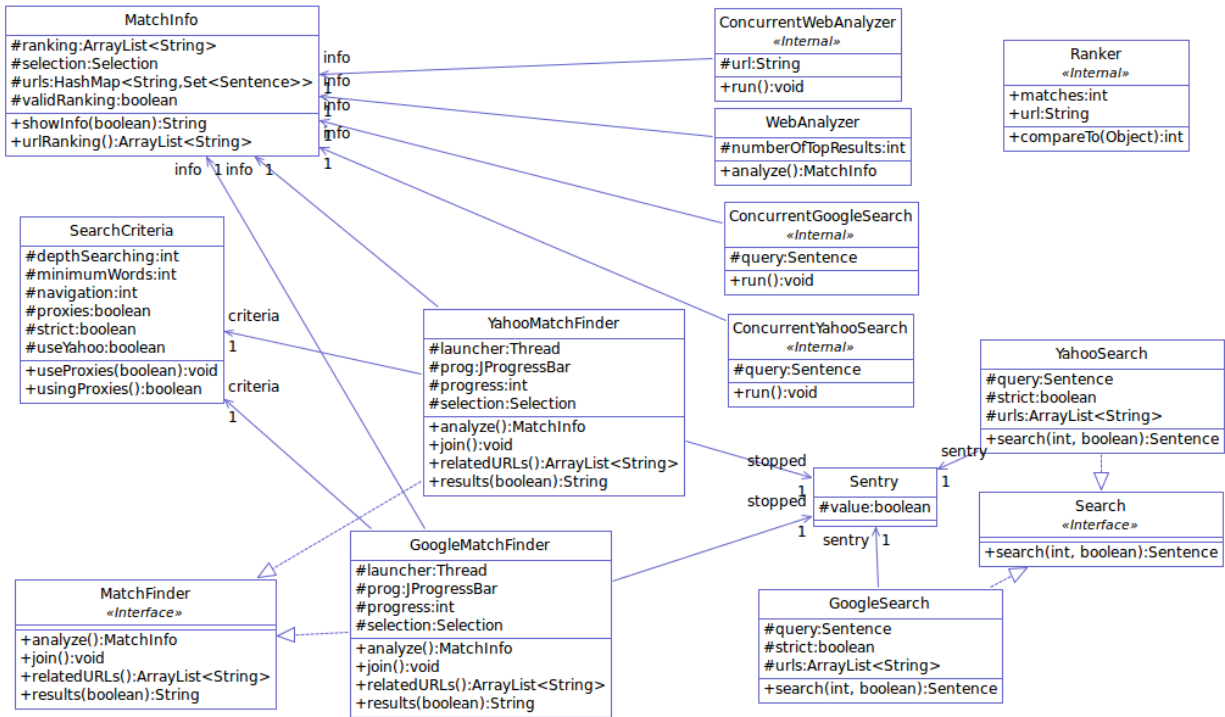 MatchInfo
#ranking:ArrayList<String>
#selection:Selection
#urls:HashMap<String,Set<Sentence>>
#validRanking:boolean
+showInfo(boolean):String
+urlRanking():ArrayList<String>
info
info
1
info
1
info
1
1
info 1
info 1
ConcurrentWebAnalyzer
«Internal»
#url:String
+run():void
Ranker
«Internal»
+matches:int
+url:String
+compareTo(Object):int
WebAnalyzer
#numberOfTopResults:int
+analyze():MatchInfo
ConcurrentGoogleSearch
«Internal»
#query:Sentence
+run():void
SearchCriteria
#depthSearching:int
#minimumWords:int
#navigation:int
#proxies:boolean
#strict:boolean
#useYahoo:boolean
+useProxies(boolean):void
+usingProxies():boolean
criteria
1
criteria
1
YahooMatchFinder
#launcher:Thread
#prog:JProgressBar
#progress:int
#selection:Selection
+analyze():MatchInfo
+join():void
+relatedURLs():ArrayList<String>
+results(boolean):String
ConcurrentYahooSearch
«Internal»
#query:Sentence
+run():void
YahooSearch
#query:Sentence
#strict:boolean
#urls:ArrayList<String>
+search(int, boolean):Sentence
stopped
1
stopped
1
sentry
1
Sentry
#value:boolean
sentry 1
Search
«Interface»
+search(int, boolean):Sentence
GoogleMatchFinder
#launcher:Thread
#prog:JProgressBar
#progress:int
#selection:Selection
+analyze():MatchInfo
+join():void
+relatedURLs():ArrayList<String>
+results(boolean):String
MatchFinder
«Interface»
+analyze():MatchInfo
+join():void
+relatedURLs():ArrayList<String>
+results(boolean):String
GoogleSearch
#query:Sentence
#strict:boolean
#urls:ArrayList<String>
+search(int, boolean):Sentence